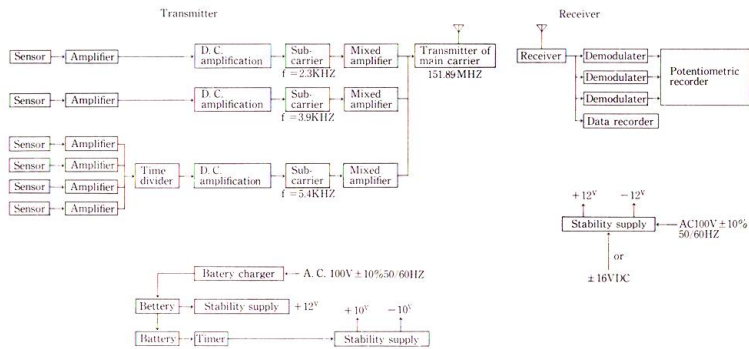 Transmitter
Receiver
Sensor
Amplifier
D. C.
amplification
Sub-
carrier
f =2.3KHZ
Mixed
amplifier
Transmitter of
main carrier
151.89MHZ
Receiver
Demodulater
Demodulater
Demodulater
Data recorder
Potentiometric
recorder
Sensor
Amplifier
D. C.
amplification
Sub-
carrier
f =3.9KHZ
Mixed
amplifier
Sensor
Amplifier
Sensor
Amplifier
Sensor
Amplifier
Sensor
Amplifier
Time
divider
D. C.
amplification
Sub-
carrier
f =5.4KHZ
Mixed
amplifier
+12V
−12V
Stability supply
AC100V ±10%
50/60HZ
or
±16VDC
Batery charger
A. C. 100V ±10%50/60HZ
Bettery
Stability supply
+12V
+10V
−10V
Battery
Timer
Stability supply